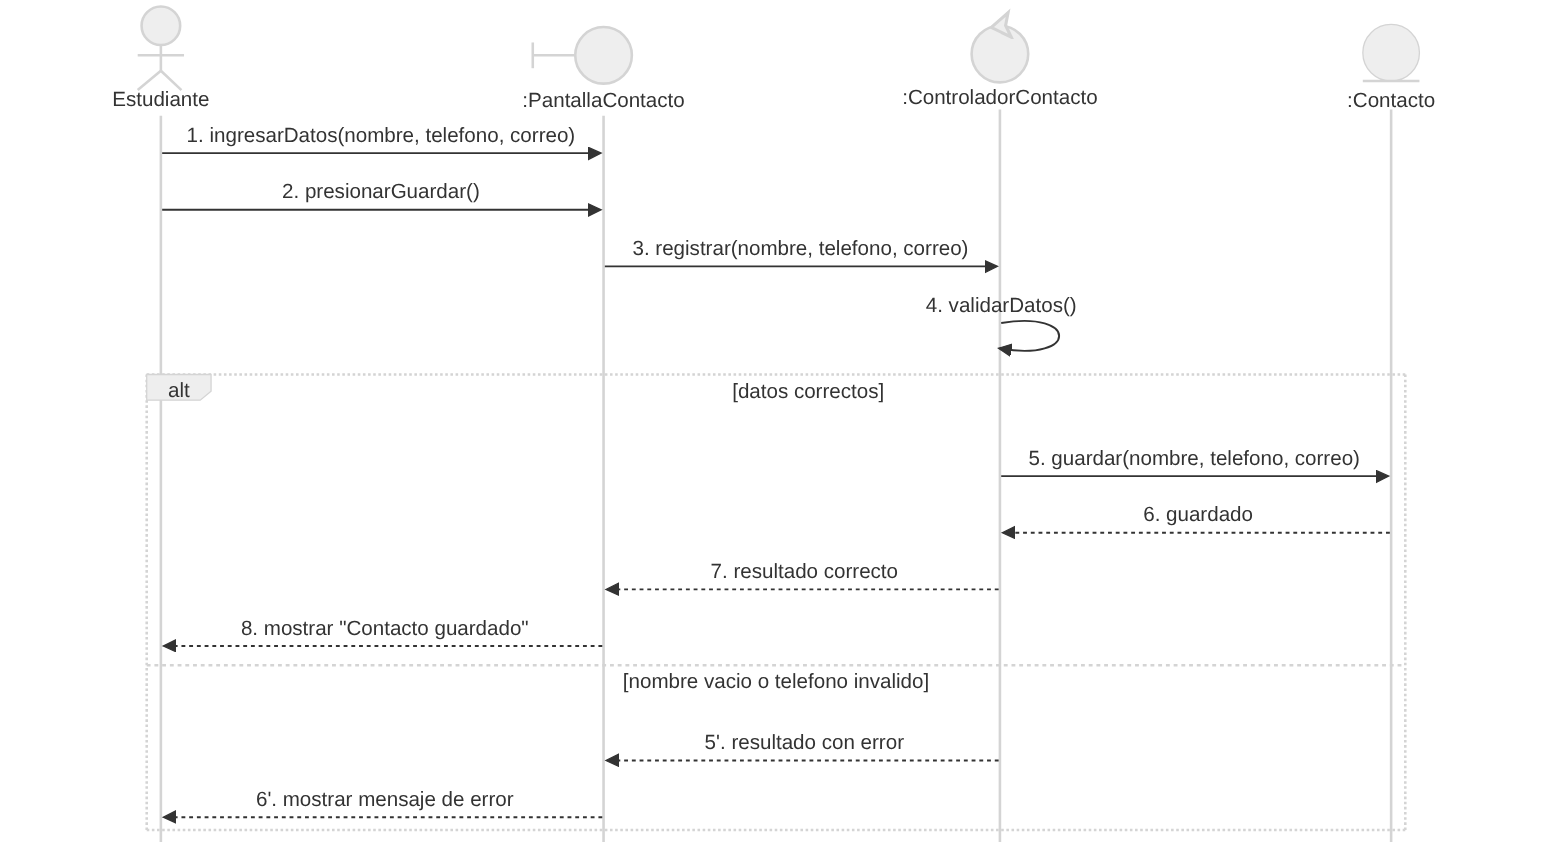 Estudiante
:PantallaContacto
:ControladorContacto
:Contacto
1. ingresarDatos(nombre, telefono, correo)
2. presionarGuardar()
3. registrar(nombre, telefono, correo)
4. validarDatos()
alt
[datos correctos]
5. guardar(nombre, telefono, correo)
6. guardado
7. resultado correcto
8. mostrar "Contacto guardado"
[nombre vacio o telefono invalido]
5'. resultado con error
6'. mostrar mensaje de error